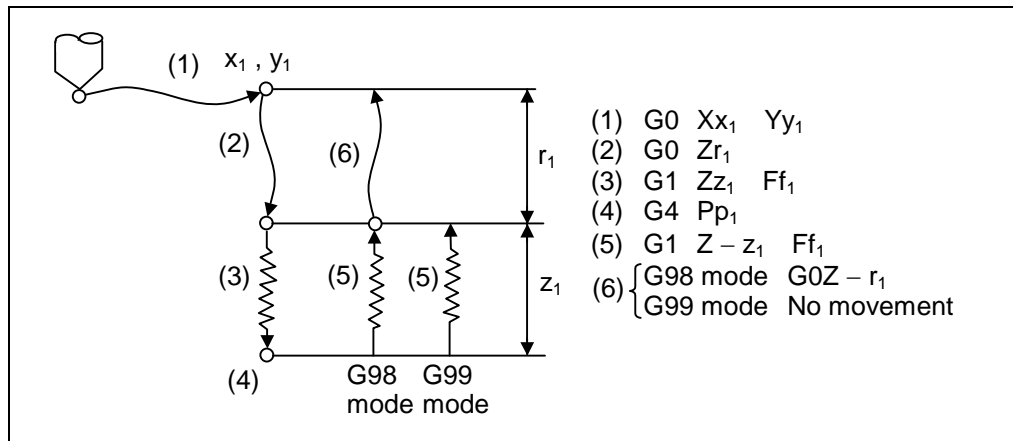 (1) x₁ , y₁
(2)
(6)
r₁
(3)
(5)
(5)
z₁
(4)
G98 mode
G99 mode
(1) G0 Xx₁ Yy₁
(2) G0 Zr₁
(3) G1 Zz₁ Ff₁
(4) G4 Pp₁
(5) G1 Z − z₁ Ff₁
(6) G98 mode G0Z − r₁
G99 mode No movement